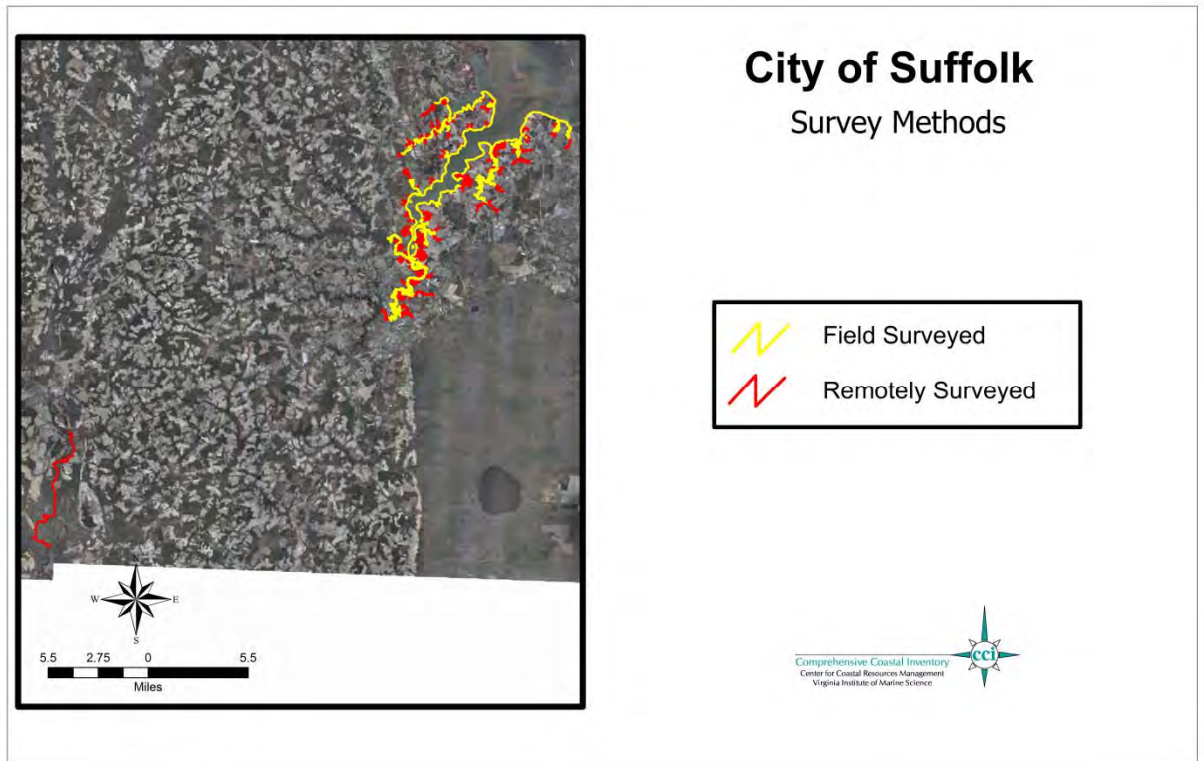 City of Suffolk
Survey Methods
Field Surveyed
Remotely Surveyed
N
W E
S
5.5 2.75 0 5.5
Miles
cci
Comprehensive Coastal Inventory
Center for Coastal Resources Management
Virginia Institute of Marine Science